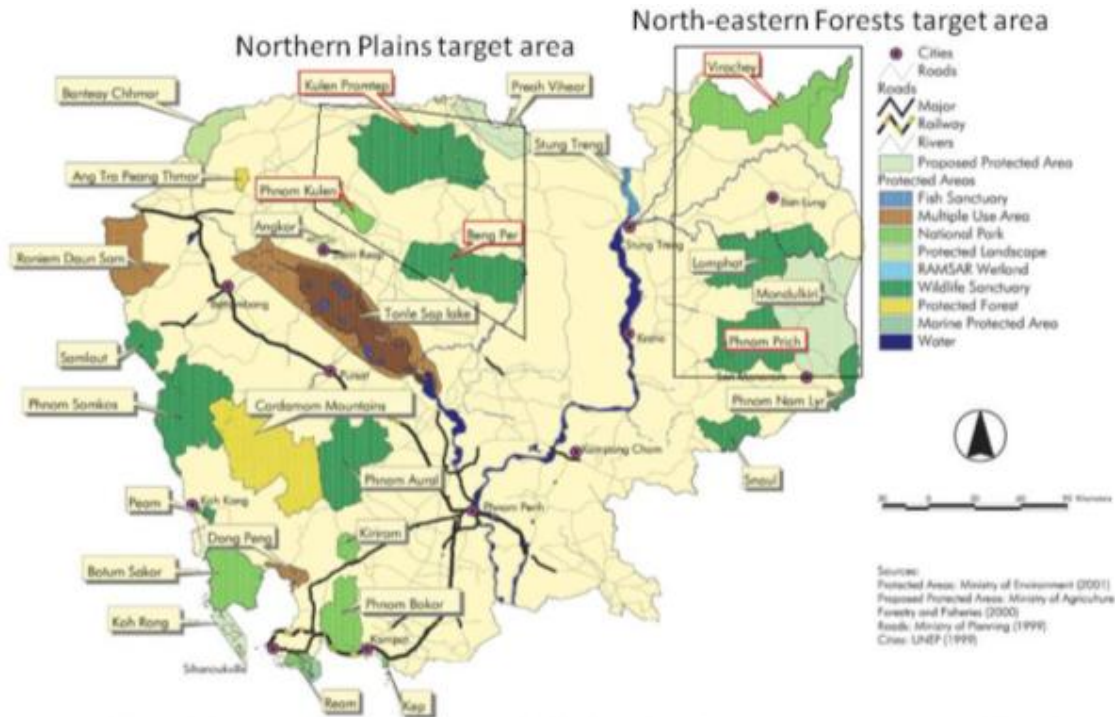 North-eastern Forests target area
Northern Plains target area
Cities
Roads
Roads
Major
Railway
Rivers
Proposed Protected Area
Protected Areas
Fish Sanctuary
Multiple Use Area
National Park
Protected Landscape
RAMSAR Wetland
Wildlife Sanctuary
Protected Forest
Marine Protected Area
Water
Virachey
Kulen Promtep
Preah Vihear
Banteay Chhmar
Stung Treng
Ang Tra Peang Thmor
Phnom Kulen
Ban Lung
Angkor
Beng Per
Stung Treng
Siem Reap
Lomphat
Roniem Daun Sam
Mondulkiri
Battambang
Tonle Sap lake
Kratie
Phnom Prich
Samlaut
Pursat
Sen Monorom
Phnom Samkos
Cardamom Mountains
Phnom Nam Lyr
Kampong Cham
Phnom Aural
Snoul
Peam
Koh Kong
Phnom Penh
Dong Peng
Kirirom
Botum Sakor
Phnom Bokor
Koh Rong
Kampot
Sihanoukville
Ream
Kep
Kilometers
Sources:
Protected Areas: Ministry of Environment (2001)
Proposed Protected Areas: Ministry of Agriculture
Forestry and Fisheries (2000)
Roads: Ministry of Planning (1999)
Cities: UNEP (1999)